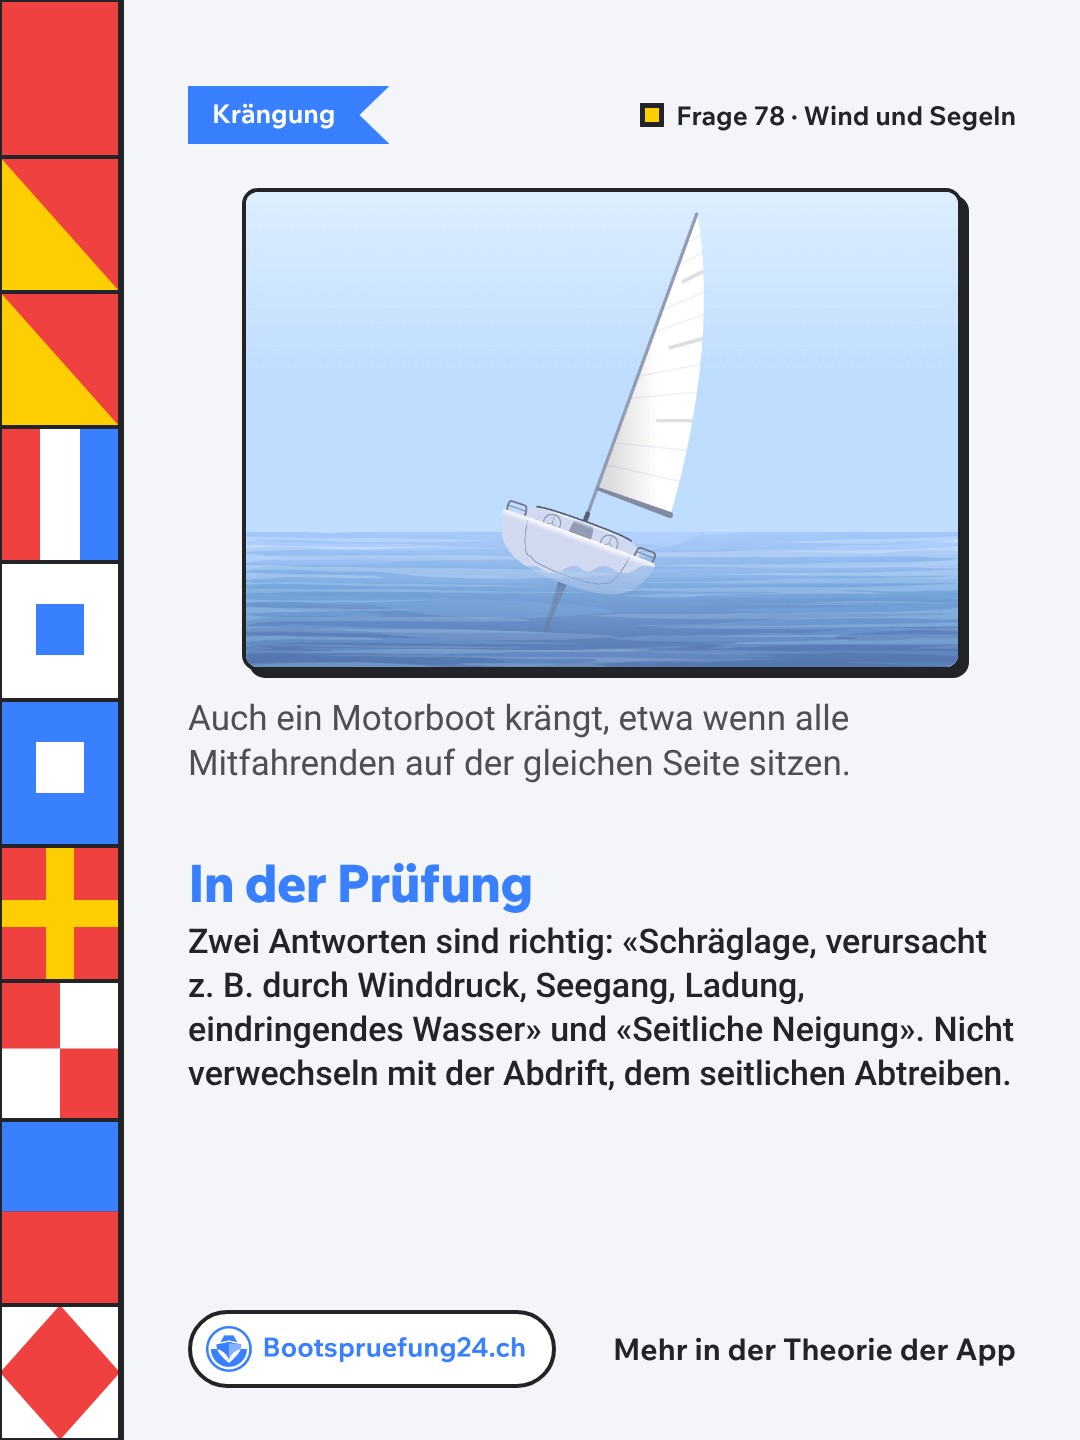 Krängung
Frage 78 · Wind und Segeln
Auch ein Motorboot krängt, etwa wenn alle
Mitfahrenden auf der gleichen Seite sitzen.
In der Prüfung
Zwei Antworten sind richtig: «Schräglage, verursacht
z. B. durch Winddruck, Seegang, Ladung,
eindringendes Wasser» und «Seitliche Neigung». Nicht
verwechseln mit der Abdrift, dem seitlichen Abtreiben.
Bootspruefung24.ch
Mehr in der Theorie der App